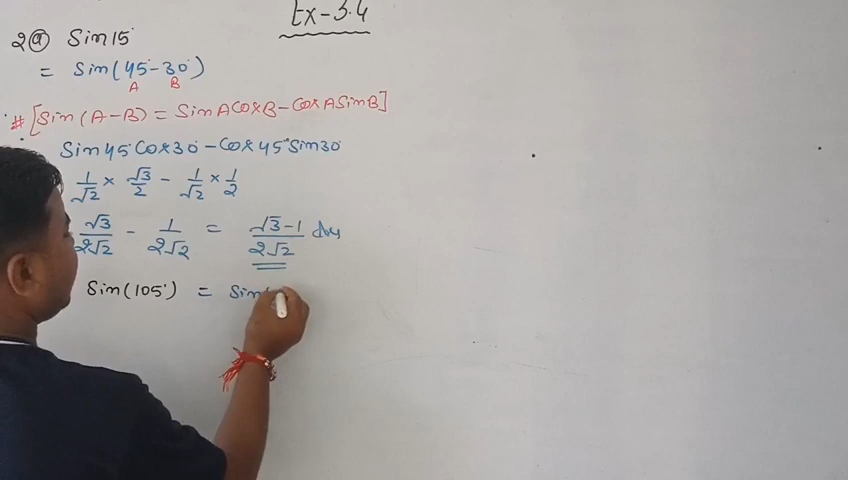 Ex-3.4
2(a) Sin15°
= Sin(45°-30°)
A B
# [Sin(A-B) = SinACosB-CosASinB]
Sin45°Cos30°-Cos45°Sin30°
1/√2 × √3/2 - 1/√2 × 1/2
√3/2√2 - 1/2√2 = √3-1/2√2
Sin(105°) = Sin(